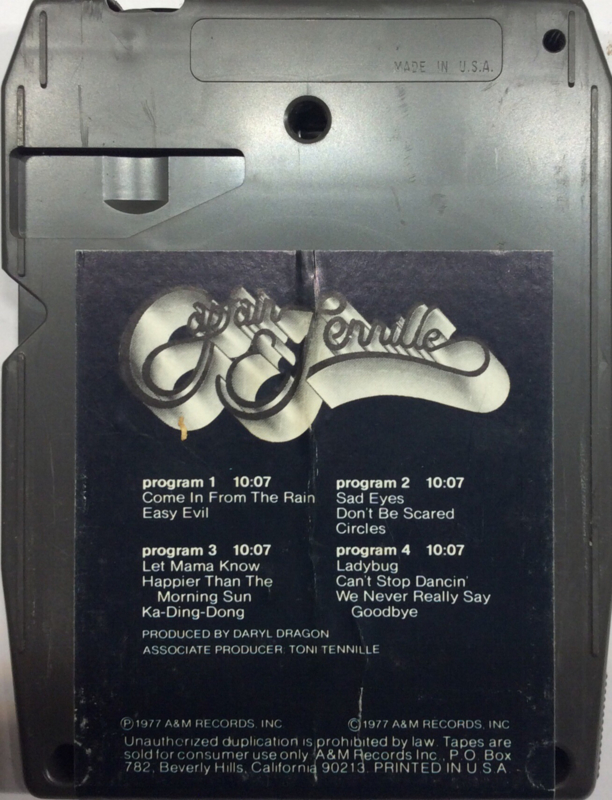 MADE IN U.S.A.
Captain & Tennille
program 1 10:07
Come In From The Rain
Easy Evil
program 2 10:07
Sad Eyes
Don't Be Scared
Circles
program 3 10:07
Let Mama Know
Happier Than The
Morning Sun
Ka-Ding-Dong
program 4 10:07
Ladybug
Can't Stop Dancin'
We Never Really Say
Goodbye
PRODUCED BY DARYL DRAGON
ASSOCIATE PRODUCER: TONI TENNILLE
℗1977 A&M RECORDS, INC ©1977 A&M RECORDS, INC
Unauthorized duplication is prohibited by law. Tapes are
sold for consumer use only. A&M Records Inc., P.O. Box
782, Beverly Hills, California 90213. PRINTED IN U S A